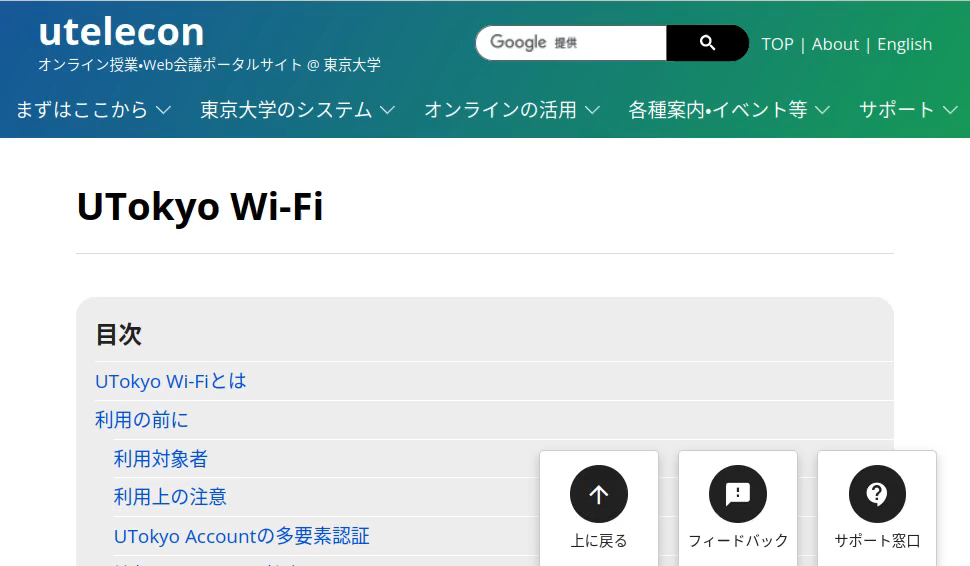 utelecon
オンライン授業・Web会議ポータルサイト @ 東京大学
Google 提供
TOP | About | English
まずはここから
東京大学のシステム
オンラインの活用
各種案内・イベント等
サポート
UTokyo Wi-Fi
目次
UTokyo Wi-Fiとは
利用の前に
利用対象者
利用上の注意
UTokyo Accountの多要素認証
上に戻る
フィードバック
サポート窓口